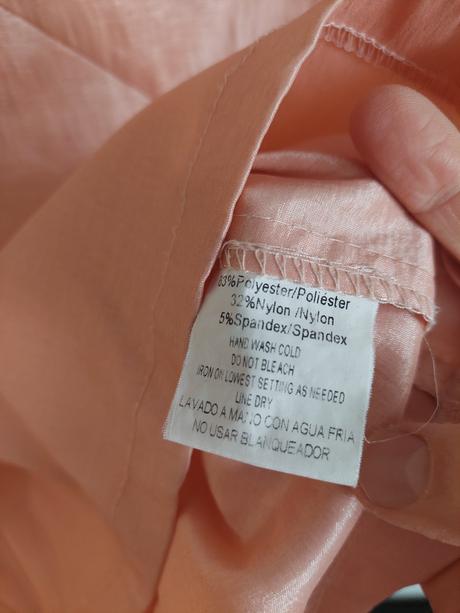 63%Polyester/Poliéster
32%Nylon /Nylon
5%Spandex/Spandex
HAND WASH COLD
DO NOT BLEACH
IRON ON LOWEST SETTING AS NEEDED
LINE DRY
LAVADO A MANO CON AGUA FRIA
NO USAR BLANQUEADOR